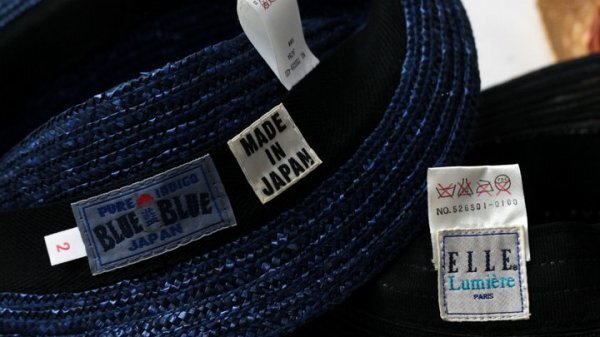 MADE
IN
JAPAN
PURE INDIGO
BLUE BLUE
JAPAN
2
NO.526501-0100
ELLE
Lumière
PARIS